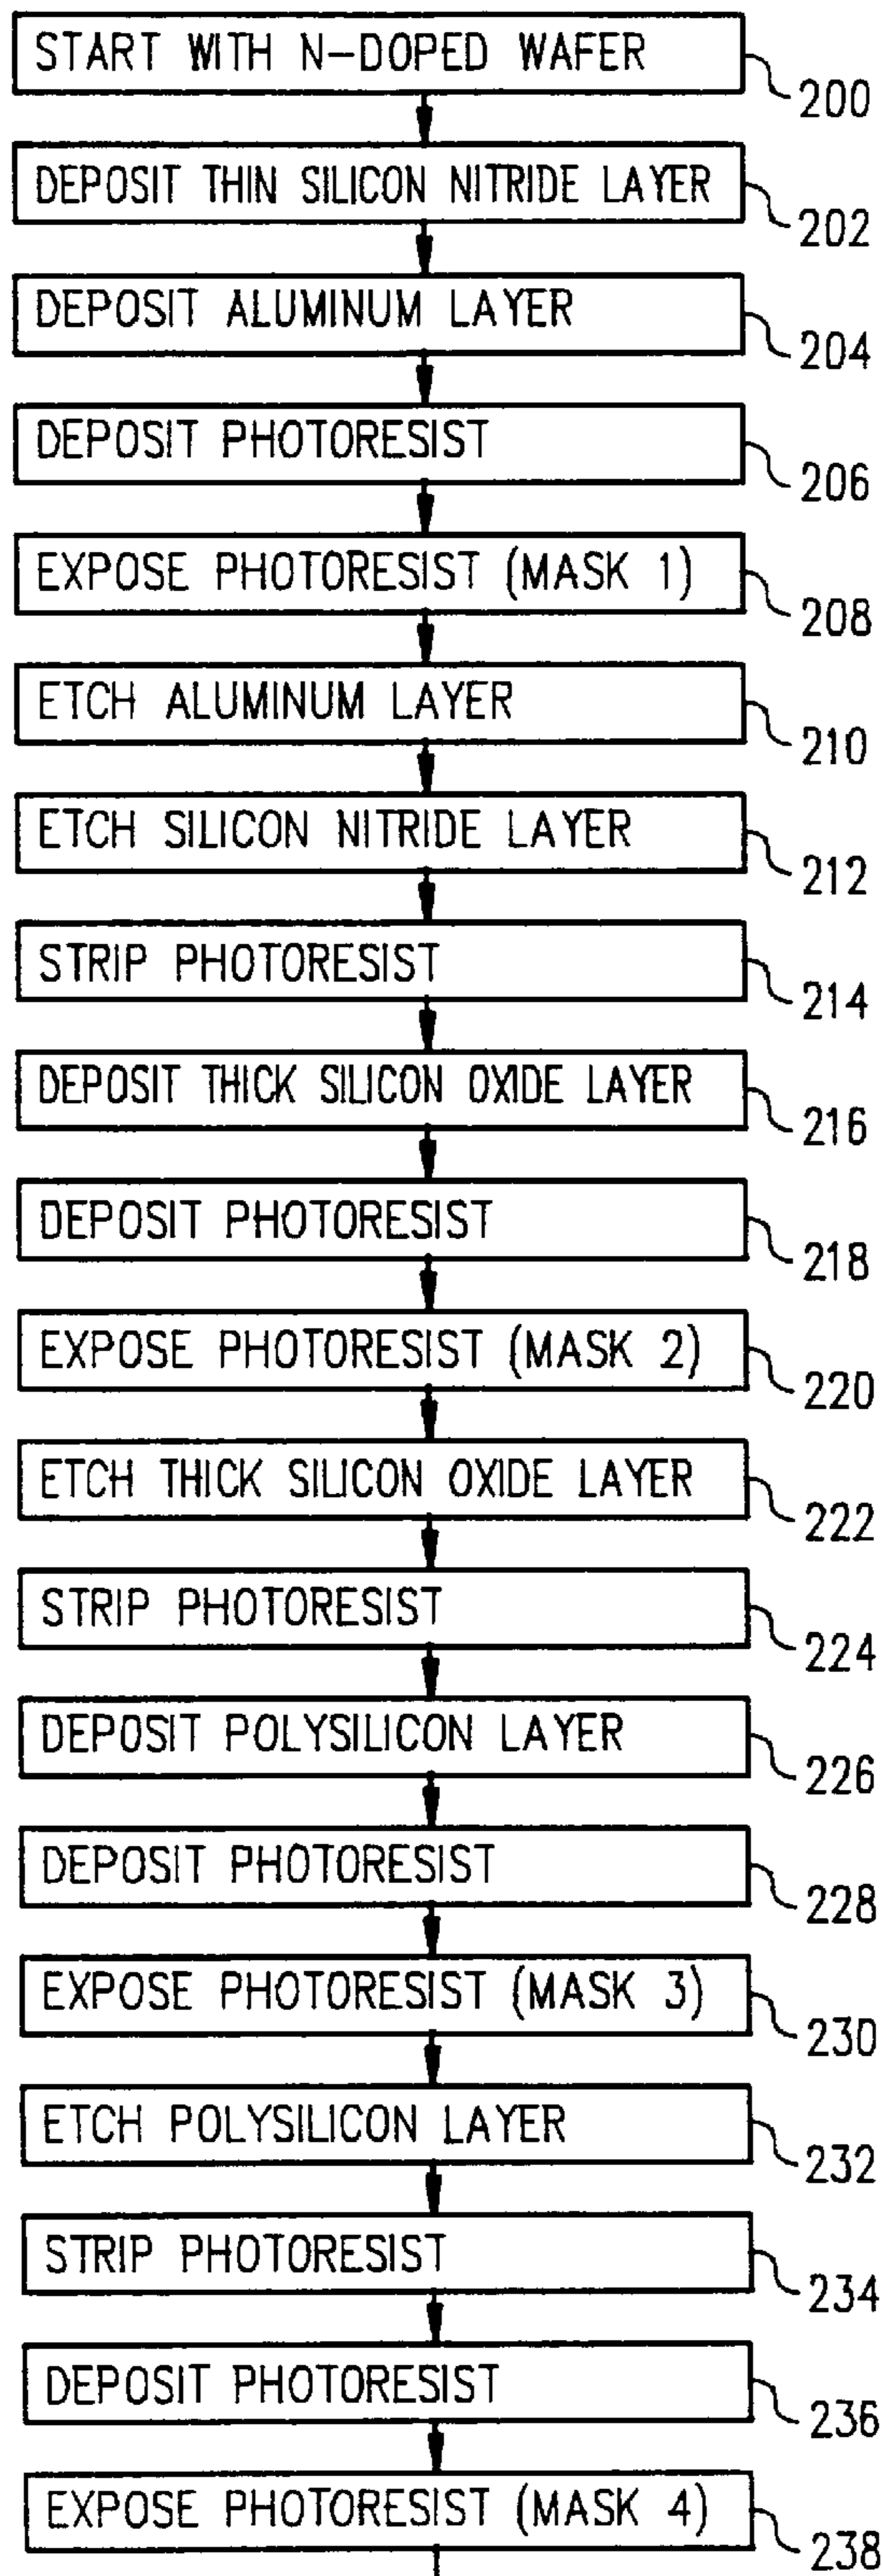 START WITH N-DOPED WAFER
200
DEPOSIT THIN SILICON NITRIDE LAYER
202
DEPOSIT ALUMINUM LAYER
204
DEPOSIT PHOTORESIST
206
EXPOSE PHOTORESIST (MASK 1)
208
ETCH ALUMINUM LAYER
210
ETCH SILICON NITRIDE LAYER
212
STRIP PHOTORESIST
214
DEPOSIT THICK SILICON OXIDE LAYER
216
DEPOSIT PHOTORESIST
218
EXPOSE PHOTORESIST (MASK 2)
220
ETCH THICK SILICON OXIDE LAYER
222
STRIP PHOTORESIST
224
DEPOSIT POLYSILICON LAYER
226
DEPOSIT PHOTORESIST
228
EXPOSE PHOTORESIST (MASK 3)
230
ETCH POLYSILICON LAYER
232
STRIP PHOTORESIST
234
DEPOSIT PHOTORESIST
236
EXPOSE PHOTORESIST (MASK 4)
238